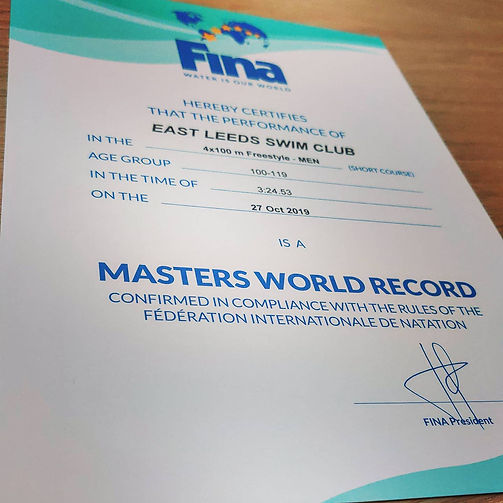 Fina
WATER IS OUR WORLD
HEREBY CERTIFIES
THAT THE PERFORMANCE OF
EAST LEEDS SWIM CLUB
IN THE 4x100 m Freestyle - MEN (SHORT COURSE)
AGE GROUP 100-119
IN THE TIME OF 3:24.53
ON THE 27 Oct 2019
IS A
MASTERS WORLD RECORD
CONFIRMED IN COMPLIANCE WITH THE RULES OF THE
FÉDÉRATION INTERNATIONALE DE NATATION
FINA President